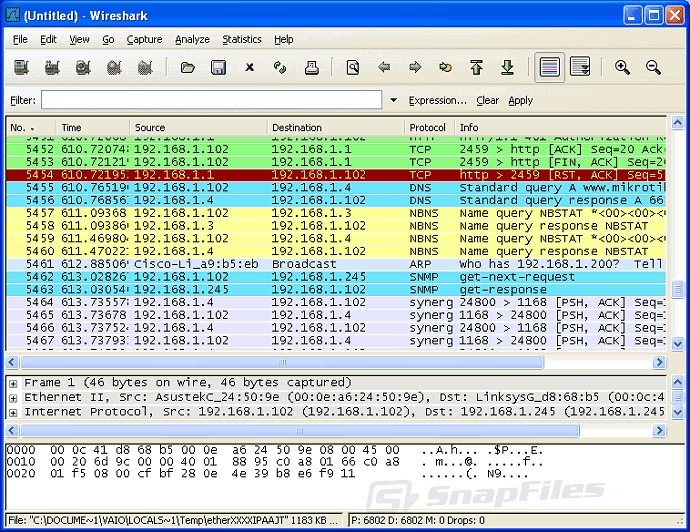 (Untitled) - Wireshark
File Edit View Go Capture Analyze Statistics Help
Filter: Expression... Clear Apply
No. Time Source Destination Protocol Info
5452 610.72074 192.168.1.102 192.168.1.1 TCP 2459 > http [ACK] Seq=20 Ack
5453 610.72121 192.168.1.102 192.168.1.1 TCP 2459 > http [FIN, ACK] Seq=2
5454 610.72195 192.168.1.1 192.168.1.102 TCP http > 2459 [RST, ACK] Seq=5
5455 610.76519 192.168.1.102 192.168.1.4 DNS Standard query A www.mikroti
5456 610.76856 192.168.1.4 192.168.1.102 DNS Standard query response A 66
5457 611.09368 192.168.1.102 192.168.1.3 NBNS Name query NBSTAT *<00><00><
5458 611.09386 192.168.1.3 192.168.1.102 NBNS Name query response NBSTAT
5459 611.46980 192.168.1.102 192.168.1.4 NBNS Name query NBSTAT *<00><00><
5460 611.47022 192.168.1.4 192.168.1.102 NBNS Name query response NBSTAT
5461 612.88506 Cisco-Li_a9:b5:eb Broadcast ARP Who has 192.168.1.200? Tell
5462 613.02826 192.168.1.102 192.168.1.245 SNMP get-next-request
5463 613.03054 192.168.1.245 192.168.1.102 SNMP get-response
5464 613.73557 192.168.1.4 192.168.1.102 synerg 24800 > 1168 [PSH, ACK] Seq=
5465 613.73678 192.168.1.4 192.168.1.102 synerg 24800 > 1168 [PSH, ACK] Seq=
5466 613.73752 192.168.1.4 192.168.1.102 synerg 24800 > 1168 [PSH, ACK] Seq=
5467 613.73793 192.168.1.4 192.168.1.102 synerg 24800 > 1168 [PSH, ACK] Seq=
Frame 1 (46 bytes on wire, 46 bytes captured)
Ethernet II, Src: AsustekC_24:50:9e (00:0e:a6:24:50:9e), Dst: LinksysG_d8:68:b5 (00:0c:4
Internet Protocol, Src: 192.168.1.102 (192.168.1.102), Dst: 192.168.1.245 (192.168.1.245
0000 00 0c 41 d8 68 b5 00 0e a6 24 50 9e 08 00 45 00 ..A.h... .$P...E.
0010 00 20 6d 9c 00 00 40 01 88 95 c0 a8 01 66 c0 a8 . m...@. .....f..
0020 01 f5 08 00 cf bf 28 0e 4e 39 b8 e6 f9 11 ......(. N9....
SnapFiles
File: "C:\DOCUME~1\VAIO\LOCALS~1\Temp\etherXXXXIPAAJT" 1183 KB ... P: 6802 D: 6802 M: 0 Drops: 0